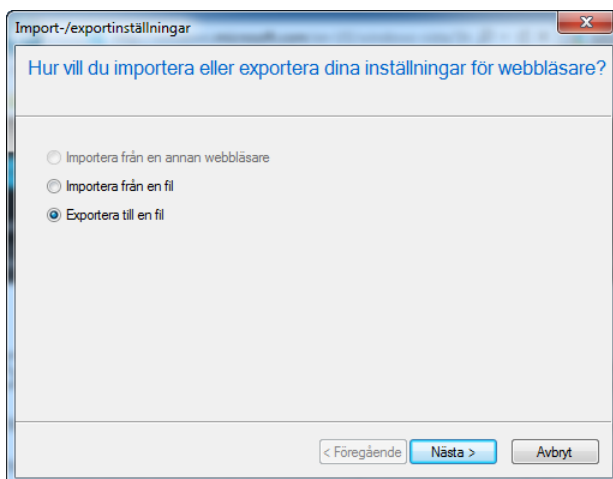 Import-/exportinställningar
Hur vill du importera eller exportera dina inställningar för webbläsare?
Importera från en annan webbläsare
Importera från en fil
Exportera till en fil
< Föregående Nästa > Avbryt